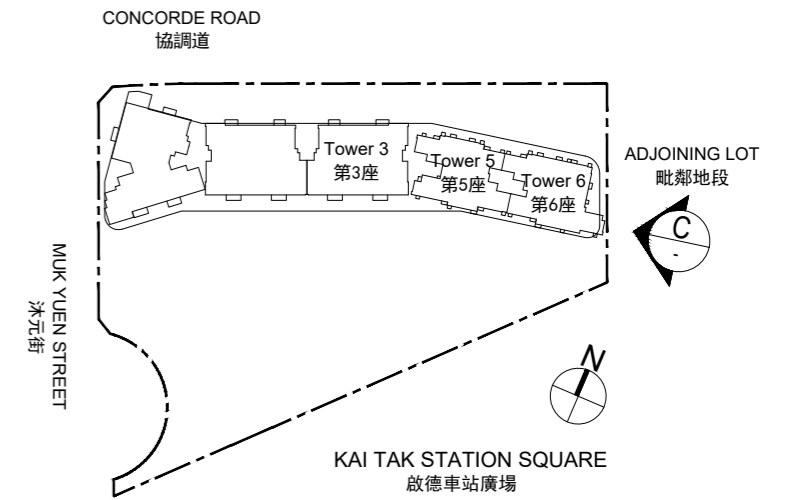 CONCORDE ROAD
協調道
Tower 3
第3座
Tower 5
第5座
Tower 6
第6座
ADJOINING LOT
毗鄰地段
C
-
MUK YUEN STREET
沐元街
N
KAI TAK STATION SQUARE
啟德車站廣場